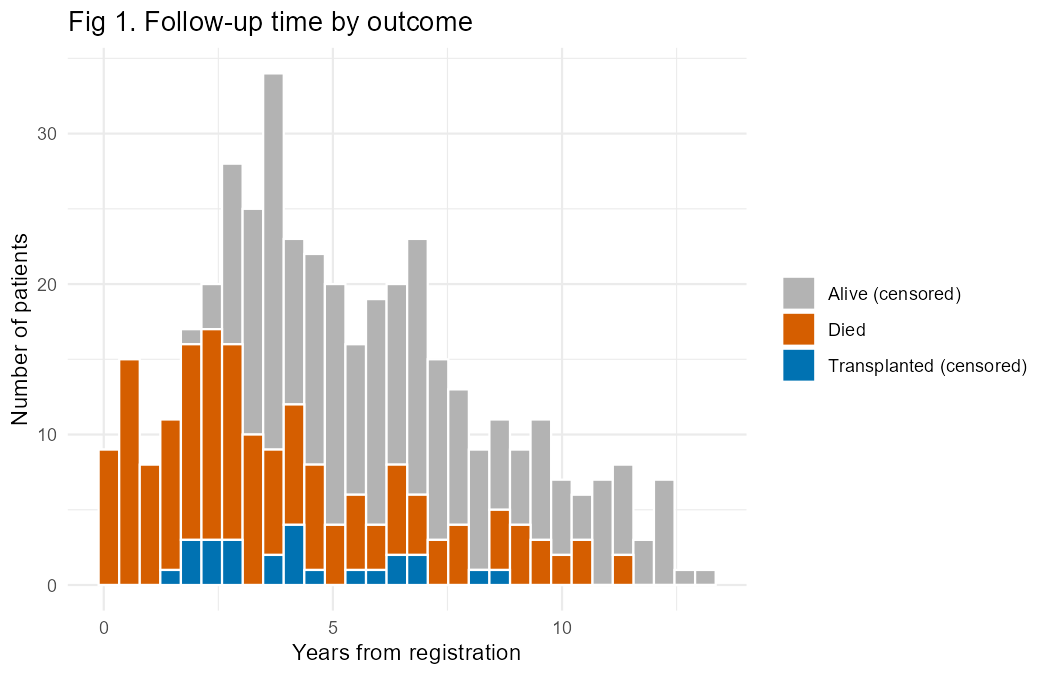 Fig 1. Follow-up time by outcome
Number of patients
30
20
10
0
0 5 10
Years from registration
Alive (censored)
Died
Transplanted (censored)